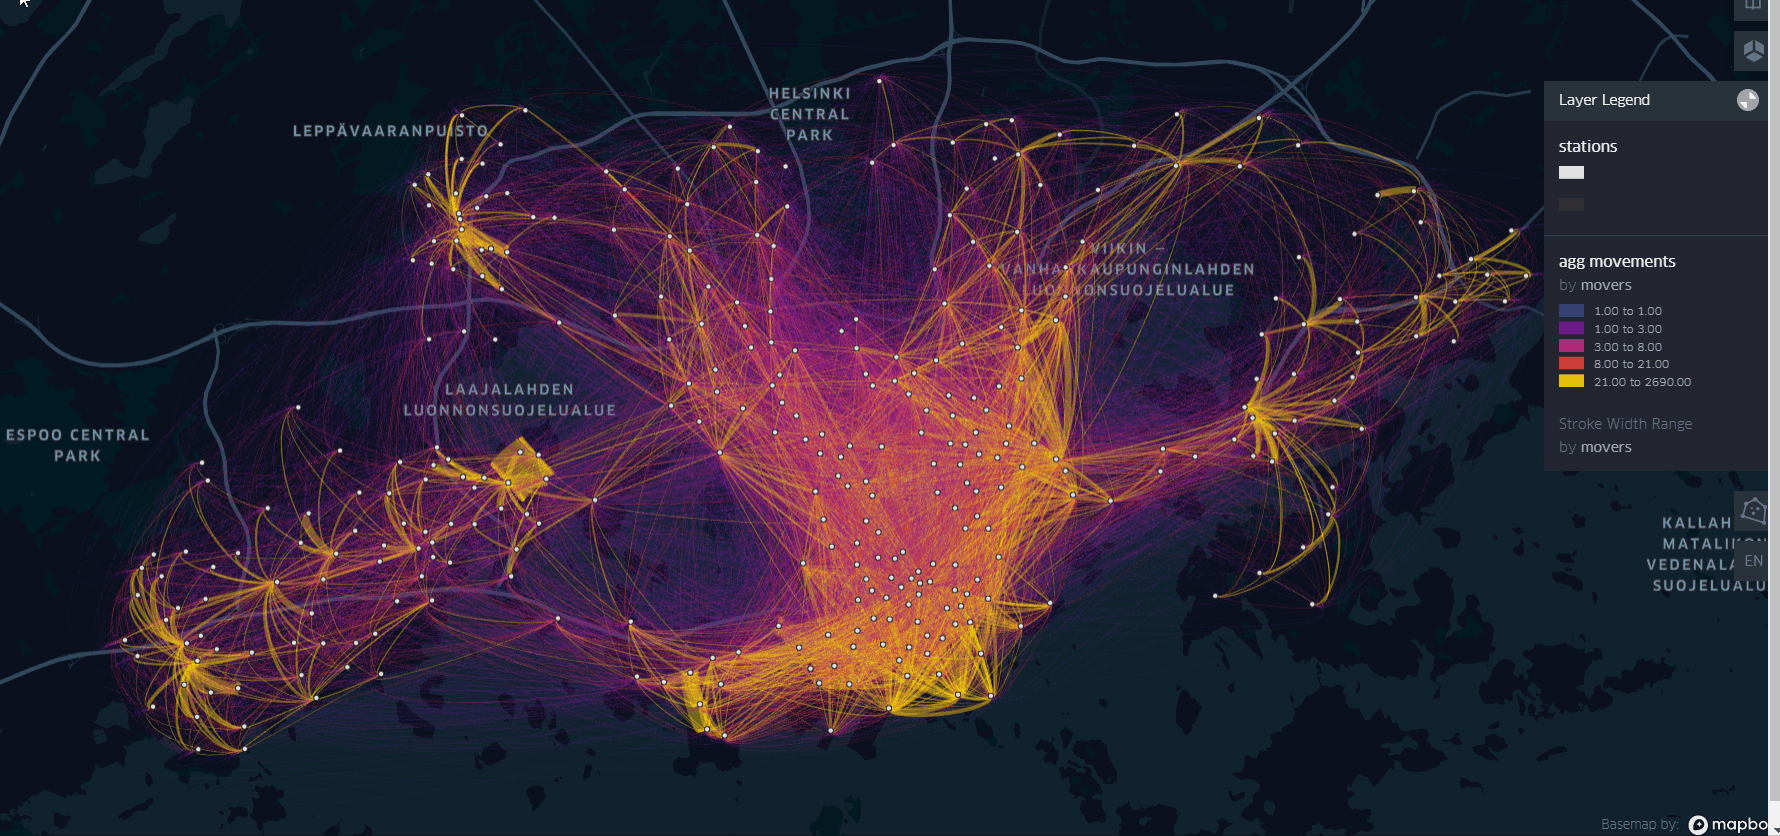 HELSINKI
CENTRAL
PARK
LEPPÄVAARANPUISTO
VIIKIN –
VANHANKAUPUNGINLAHDEN
LUONNONSUOJELUALUE
LAAJALAHDEN
LUONNONSUOJELUALUE
ESPOO CENTRAL
PARK
Layer Legend
stations
agg movements
by movers
1.00 to 1.00
1.00 to 3.00
3.00 to 8.00
8.00 to 21.00
21.00 to 2690.00
Stroke Width Range
by movers
KALLAH
MATALIKON
VEDENALA
EN
SUOJELUALU
Basemap by:
mapbo